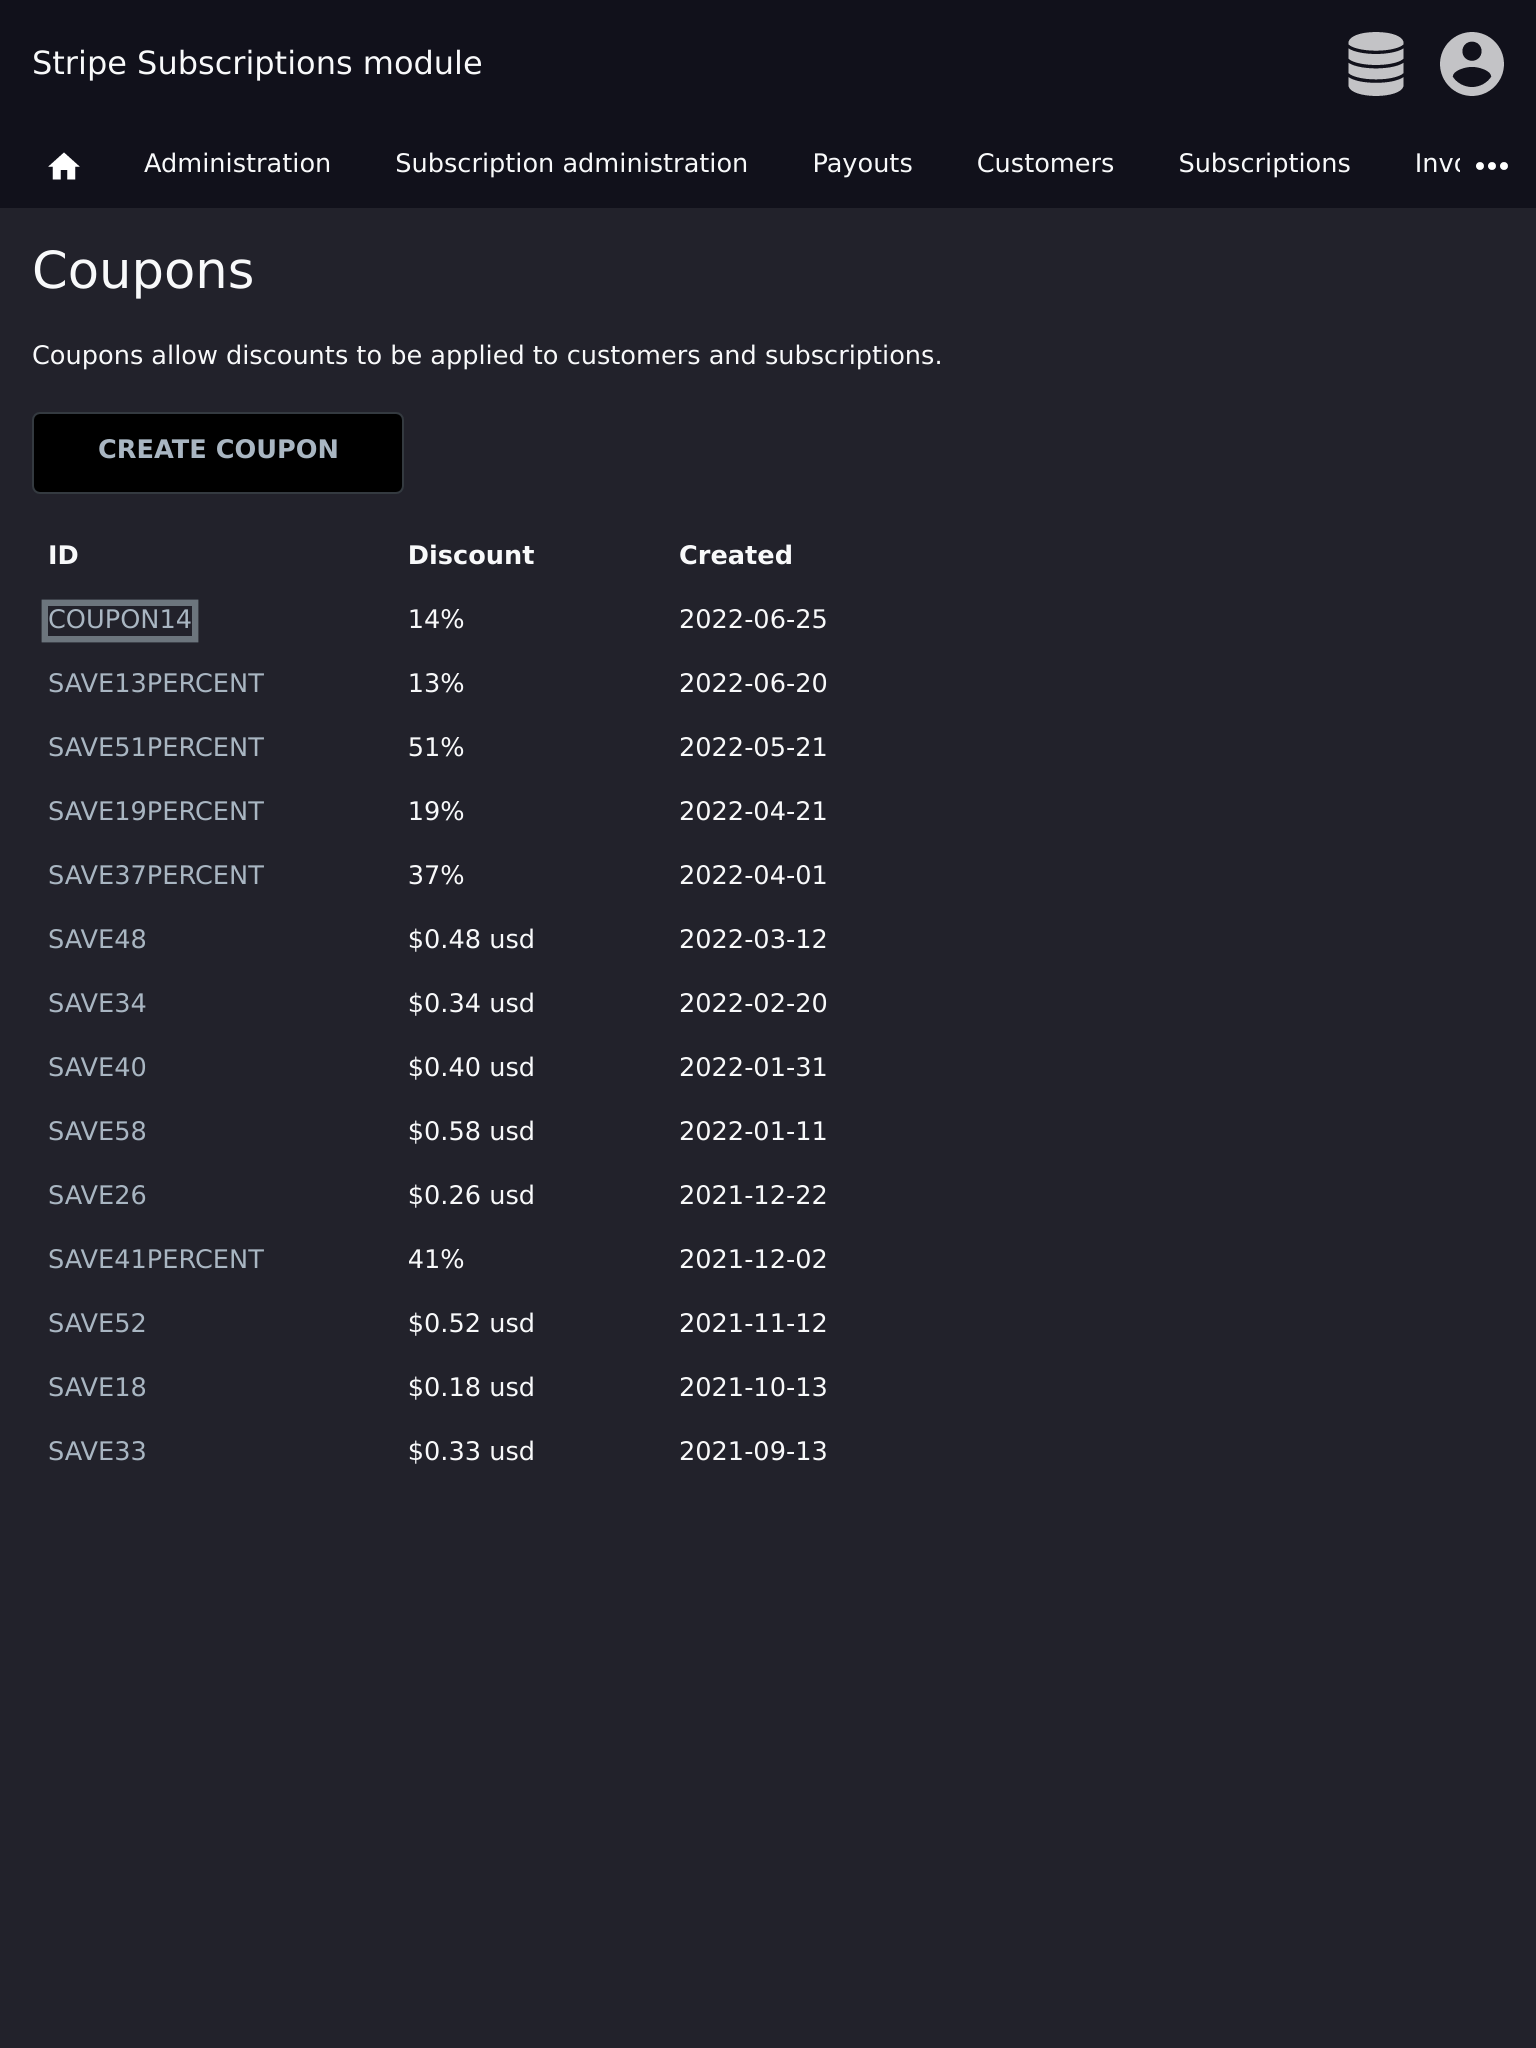 Stripe Subscriptions module
Administration Subscription administration Payouts Customers Subscriptions
Coupons
Coupons allow discounts to be applied to customers and subscriptions.
CREATE COUPON
ID Discount Created
COUPON14 14% 2022-06-25
SAVE13PERCENT 13% 2022-06-20
SAVE51PERCENT 51% 2022-05-21
SAVE19PERCENT 19% 2022-04-21
SAVE37PERCENT 37% 2022-04-01
SAVE48 $0.48 usd 2022-03-12
SAVE34 $0.34 usd 2022-02-20
SAVE40 $0.40 usd 2022-01-31
SAVE58 $0.58 usd 2022-01-11
SAVE26 $0.26 usd 2021-12-22
SAVE41PERCENT 41% 2021-12-02
SAVE52 $0.52 usd 2021-11-12
SAVE18 $0.18 usd 2021-10-13
SAVE33 $0.33 usd 2021-09-13